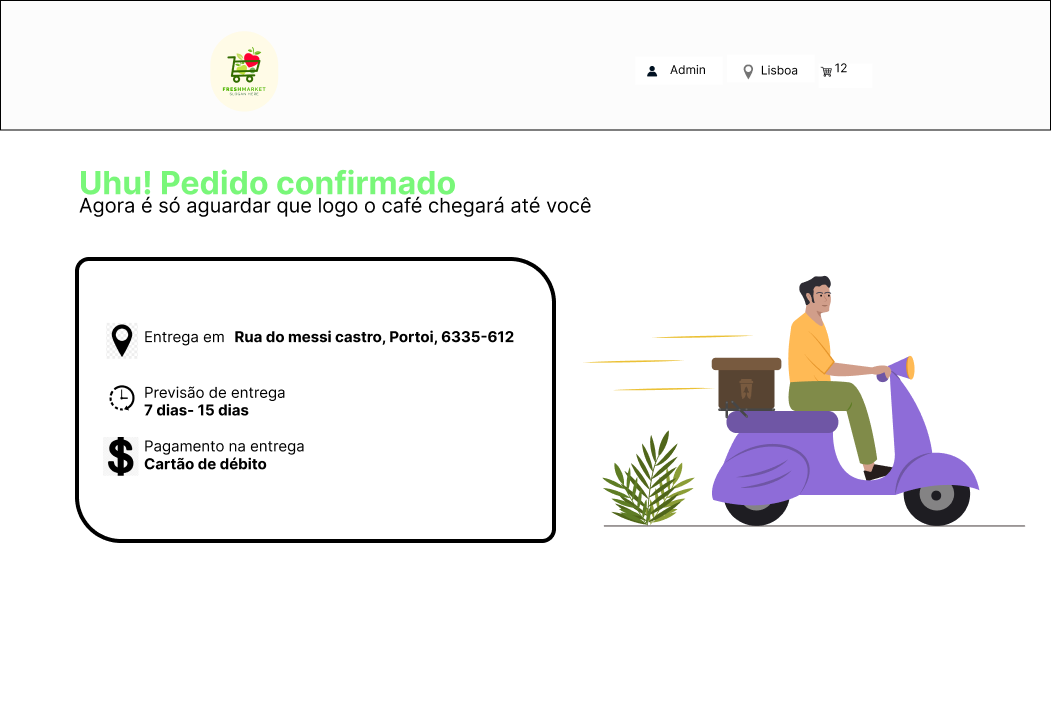 FRESHMARKET
SLOGAN HERE
Admin
Lisboa
12
Uhu! Pedido confirmado
Agora é só aguardar que logo o café chegará até você
Entrega em Rua do messi castro, Portoi, 6335-612
Previsão de entrega
7 dias- 15 dias
Pagamento na entrega
Cartão de débito